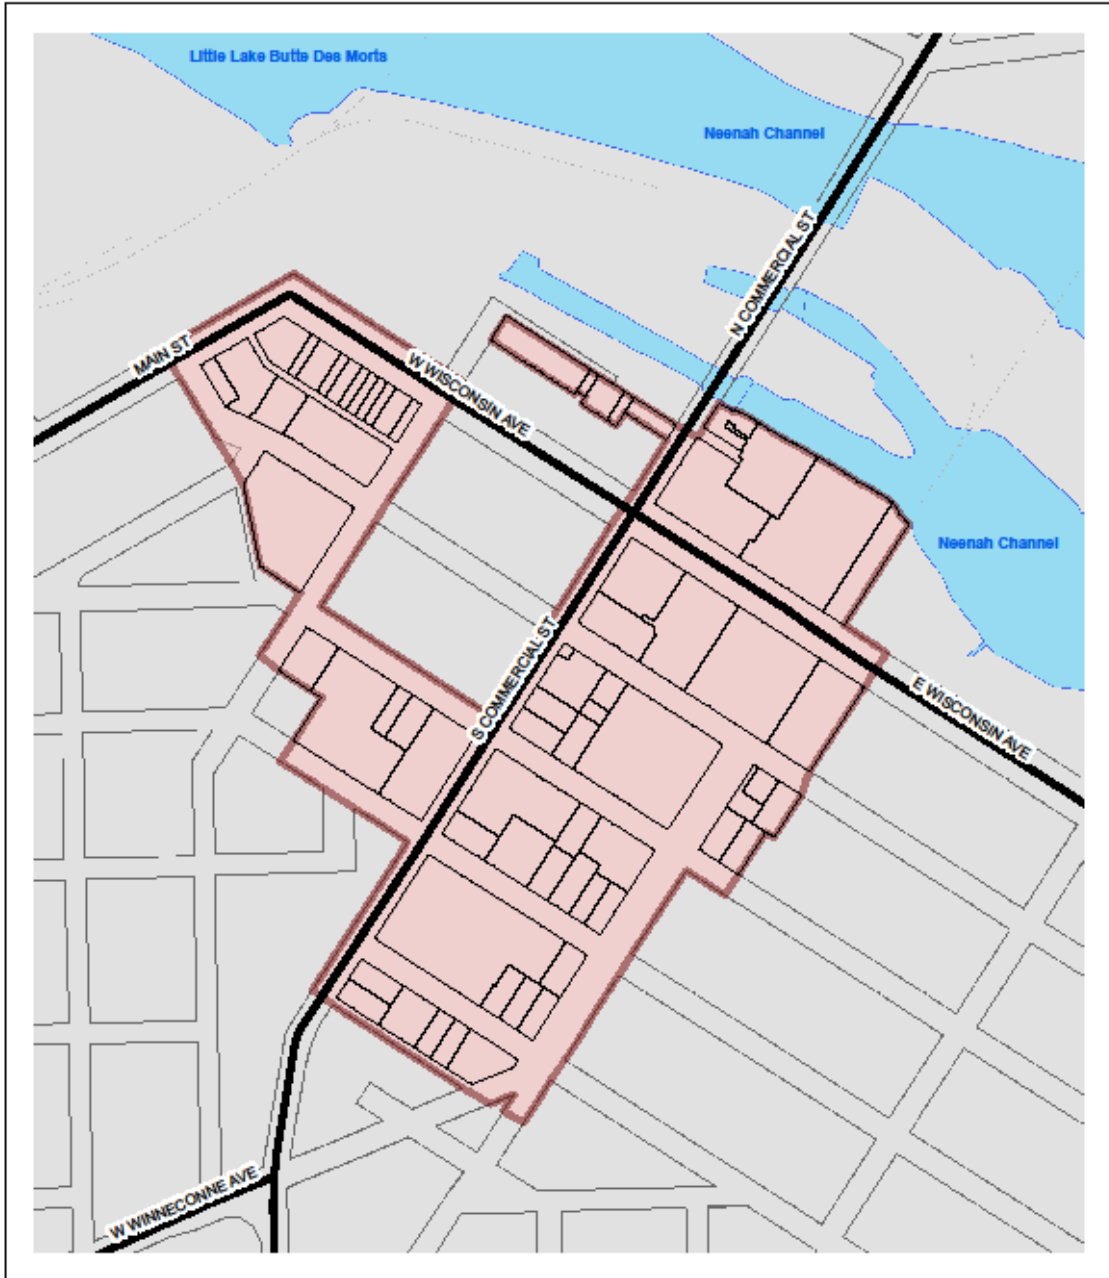 Little Lake Butte Des Morts
Neenah Channel
N COMMERCIAL ST
MAIN ST
W WISCONSIN AVE
Neenah Channel
S COMMERCIAL ST
E WISCONSIN AVE
W WINNECONNE AVE